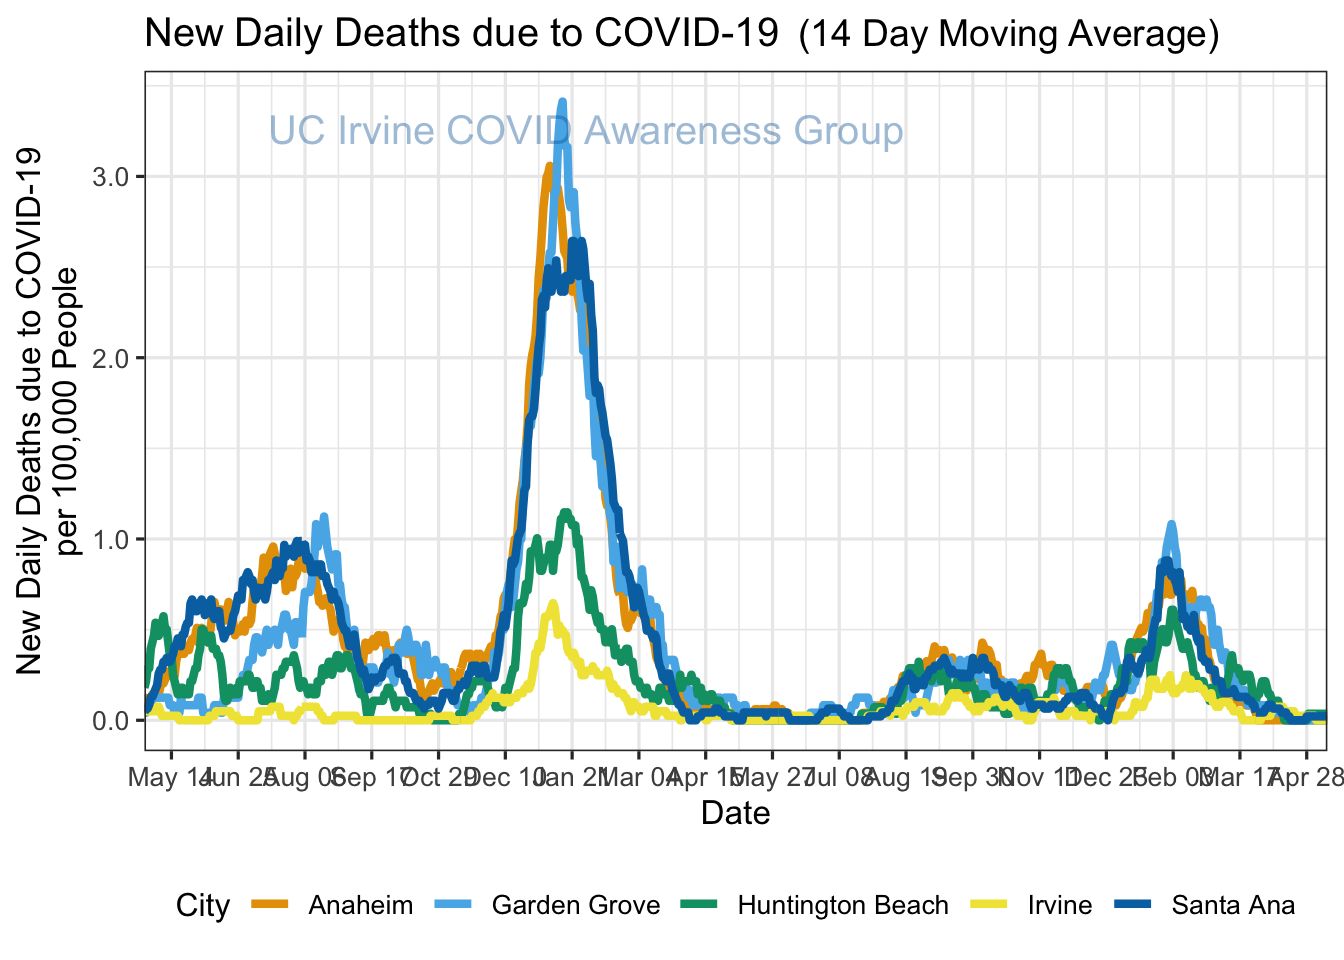 New Daily Deaths due to COVID-19 (14 Day Moving Average)
UC Irvine COVID Awareness Group
New Daily Deaths due to COVID-19
per 100,000 People
3.0
2.0
1.0
0.0
May 14 Jun 25 Aug 06 Sep 17 Oct 29 Dec 10 Jan 21 Mar 04 Apr 15 May 27 Jul 08 Aug 19 Sep 30 Nov 11 Dec 23 Feb 03 Mar 17 Apr 28
Date
City Anaheim Garden Grove Huntington Beach Irvine Santa Ana